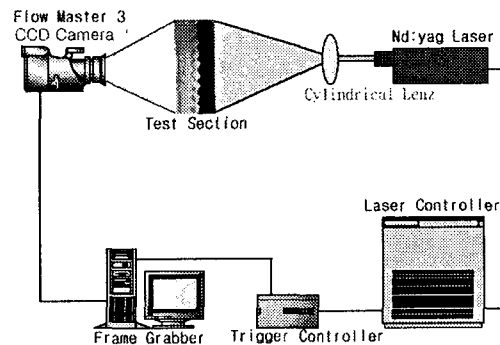 Flow Master 3
CCD Camera
Nd:yag Laser
Cylindrical Lenz
Test Section
Laser Controller
Frame Grabber
Trigger Controller